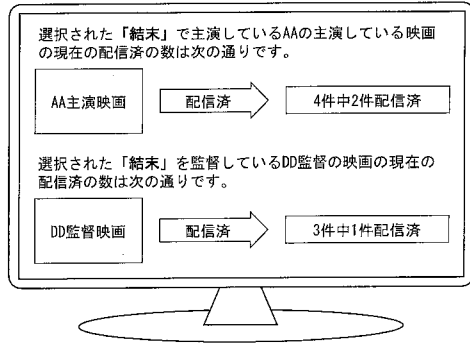 選択された「結末」で主演しているAAの主演している映画
の現在の配信済の数は次の通りです。
AA主演映画
配信済
4件中2件配信済
選択された「結末」を監督しているDD監督の映画の現在の
配信済の数は次の通りです。
DD監督映画
配信済
3件中1件配信済